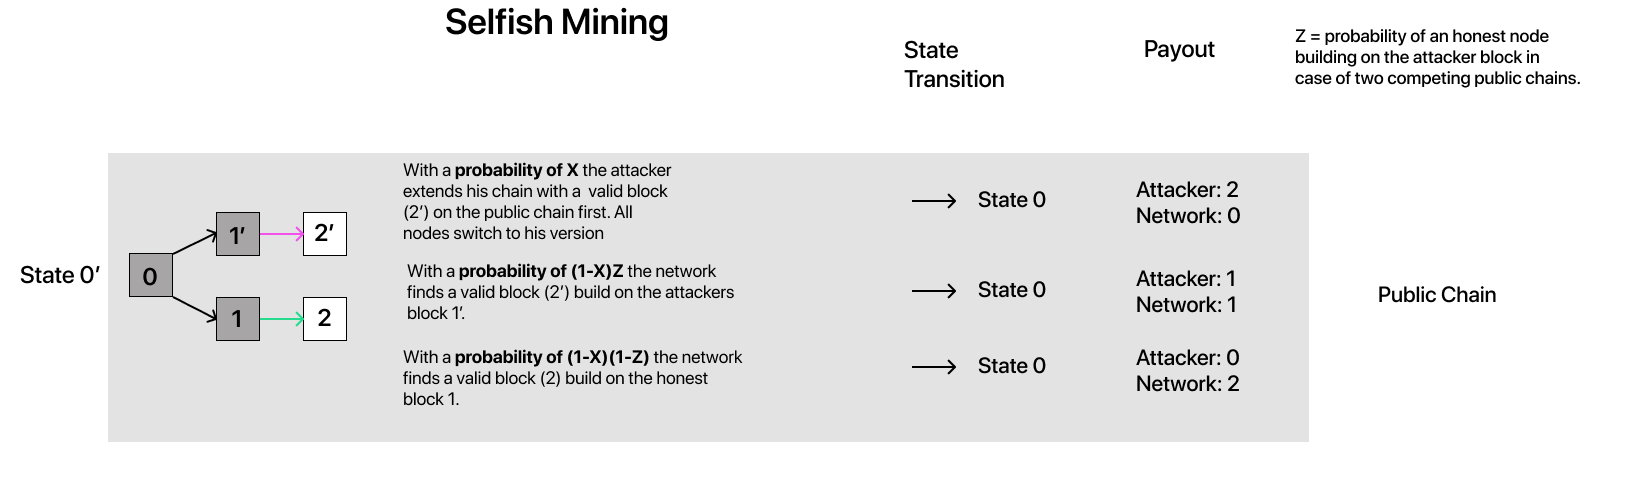 Selfish Mining
State
Transition
Payout
Z = probability of an honest node
building on the attacker block in
case of two competing public chains.
State 0’
0
1’
2’
1
2
With a probability of X the attacker
extends his chain with a valid block
(2’) on the public chain first. All
nodes switch to his version
State 0
Attacker: 2
Network: 0
With a probability of (1-X)Z the network
finds a valid block (2’) build on the attackers
block 1’.
State 0
Attacker: 1
Network: 1
With a probability of (1-X)(1-Z) the network
finds a valid block (2) build on the honest
block 1.
State 0
Attacker: 0
Network: 2
Public Chain